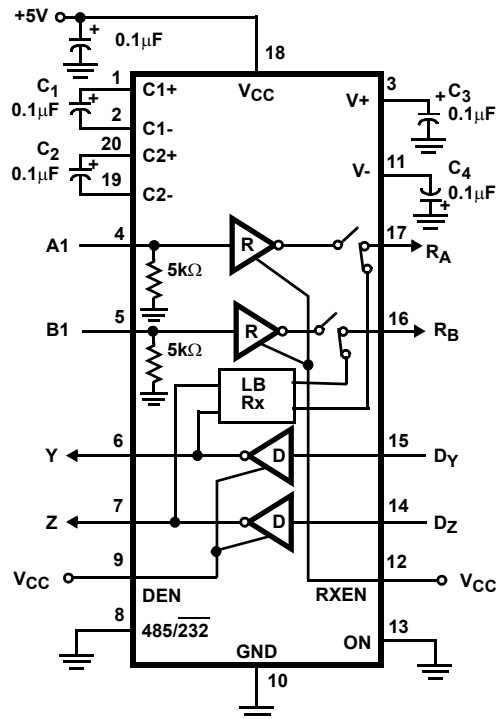 +5V
+
0.1µF
18
C1
0.1µF
+
1
C1+
VCC
V+
3
+
C3
0.1µF
2
C1-
C2
0.1µF
+
20
C2+
V-
11
C4
0.1µF
+
19
C2-
A1
4
R
17
RA
5kΩ
B1
5
R
16
RB
5kΩ
LB
Rx
Y
6
D
15
DY
Z
7
D
14
DZ
VCC
9
DEN
RXEN
12
VCC
8
485/232
ON
13
GND
10